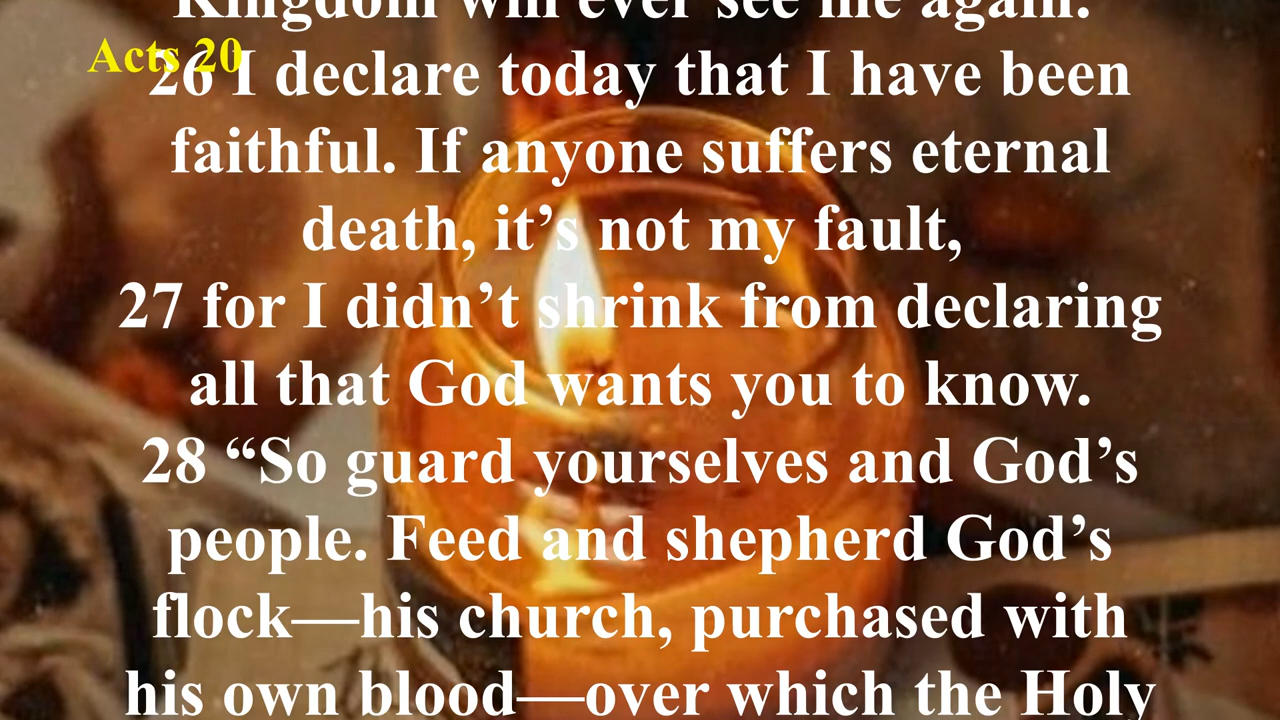 Kingdom will ever see me again.
Acts 20
26 I declare today that I have been
faithful. If anyone suffers eternal
death, it’s not my fault,
27 for I didn’t shrink from declaring
all that God wants you to know.
28 “So guard yourselves and God’s
people. Feed and shepherd God’s
flock—his church, purchased with
his own blood—over which the Holy